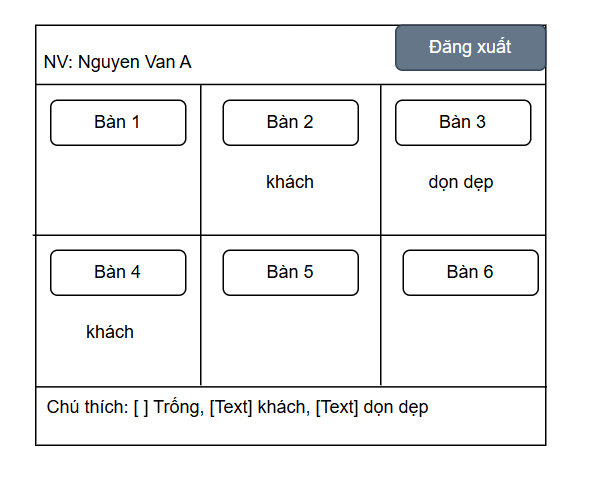 Đăng xuất
NV: Nguyen Van A
Bàn 1
Bàn 2
Bàn 3
khách
dọn dẹp
Bàn 4
Bàn 5
Bàn 6
khách
Chú thích: [ ] Trống, [Text] khách, [Text] dọn dẹp